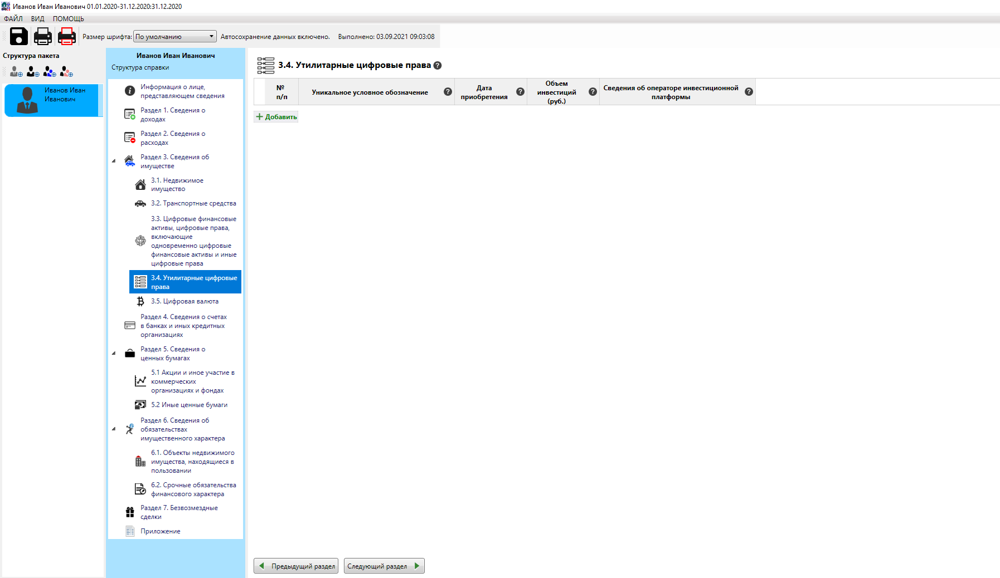 Иванов Иван Иванович 01.01.2020-31.12.2020:31.12.2020
ФАЙЛ ВИД ПОМОЩЬ
Размер шрифта: По умолчанию Автосохранение данных включено. Выполнено: 03.09.2021 09:03:08
Структура пакета
Иванов Иван
Иванович
Иванов Иван Иванович
Структура справки
Информация о лице,
представляющем сведения
Раздел 1. Сведения о
доходах
Раздел 2. Сведения о
расходах
Раздел 3. Сведения об
имуществе
3.1. Недвижимое
имущество
3.2. Транспортные средства
3.3. Цифровые финансовые
активы, цифровые права,
включающие
одновременно цифровые
финансовые активы и иные
цифровые права
3.4. Утилитарные цифровые
права
3.5. Цифровая валюта
Раздел 4. Сведения о счетах
в банках и иных кредитных
организациях
Раздел 5. Сведения о
ценных бумагах
5.1 Акции и иное участие в
коммерческих
организациях и фондах
5.2 Иные ценные бумаги
Раздел 6. Сведения об
обязательствах
имущественного характера
6.1. Объекты недвижимого
имущества, находящиеся в
пользовании
6.2. Срочные обязательства
финансового характера
Раздел 7. Безвозмездные
сделки
Приложение
3.4. Утилитарные цифровые права ?
№
п/п
Уникальное условное обозначение ?
Дата
приобретения ?
Объем
инвестиций
(руб.) ?
Сведения об операторе инвестиционной
платформы ?
+ Добавить
Предыдущий раздел Следующий раздел